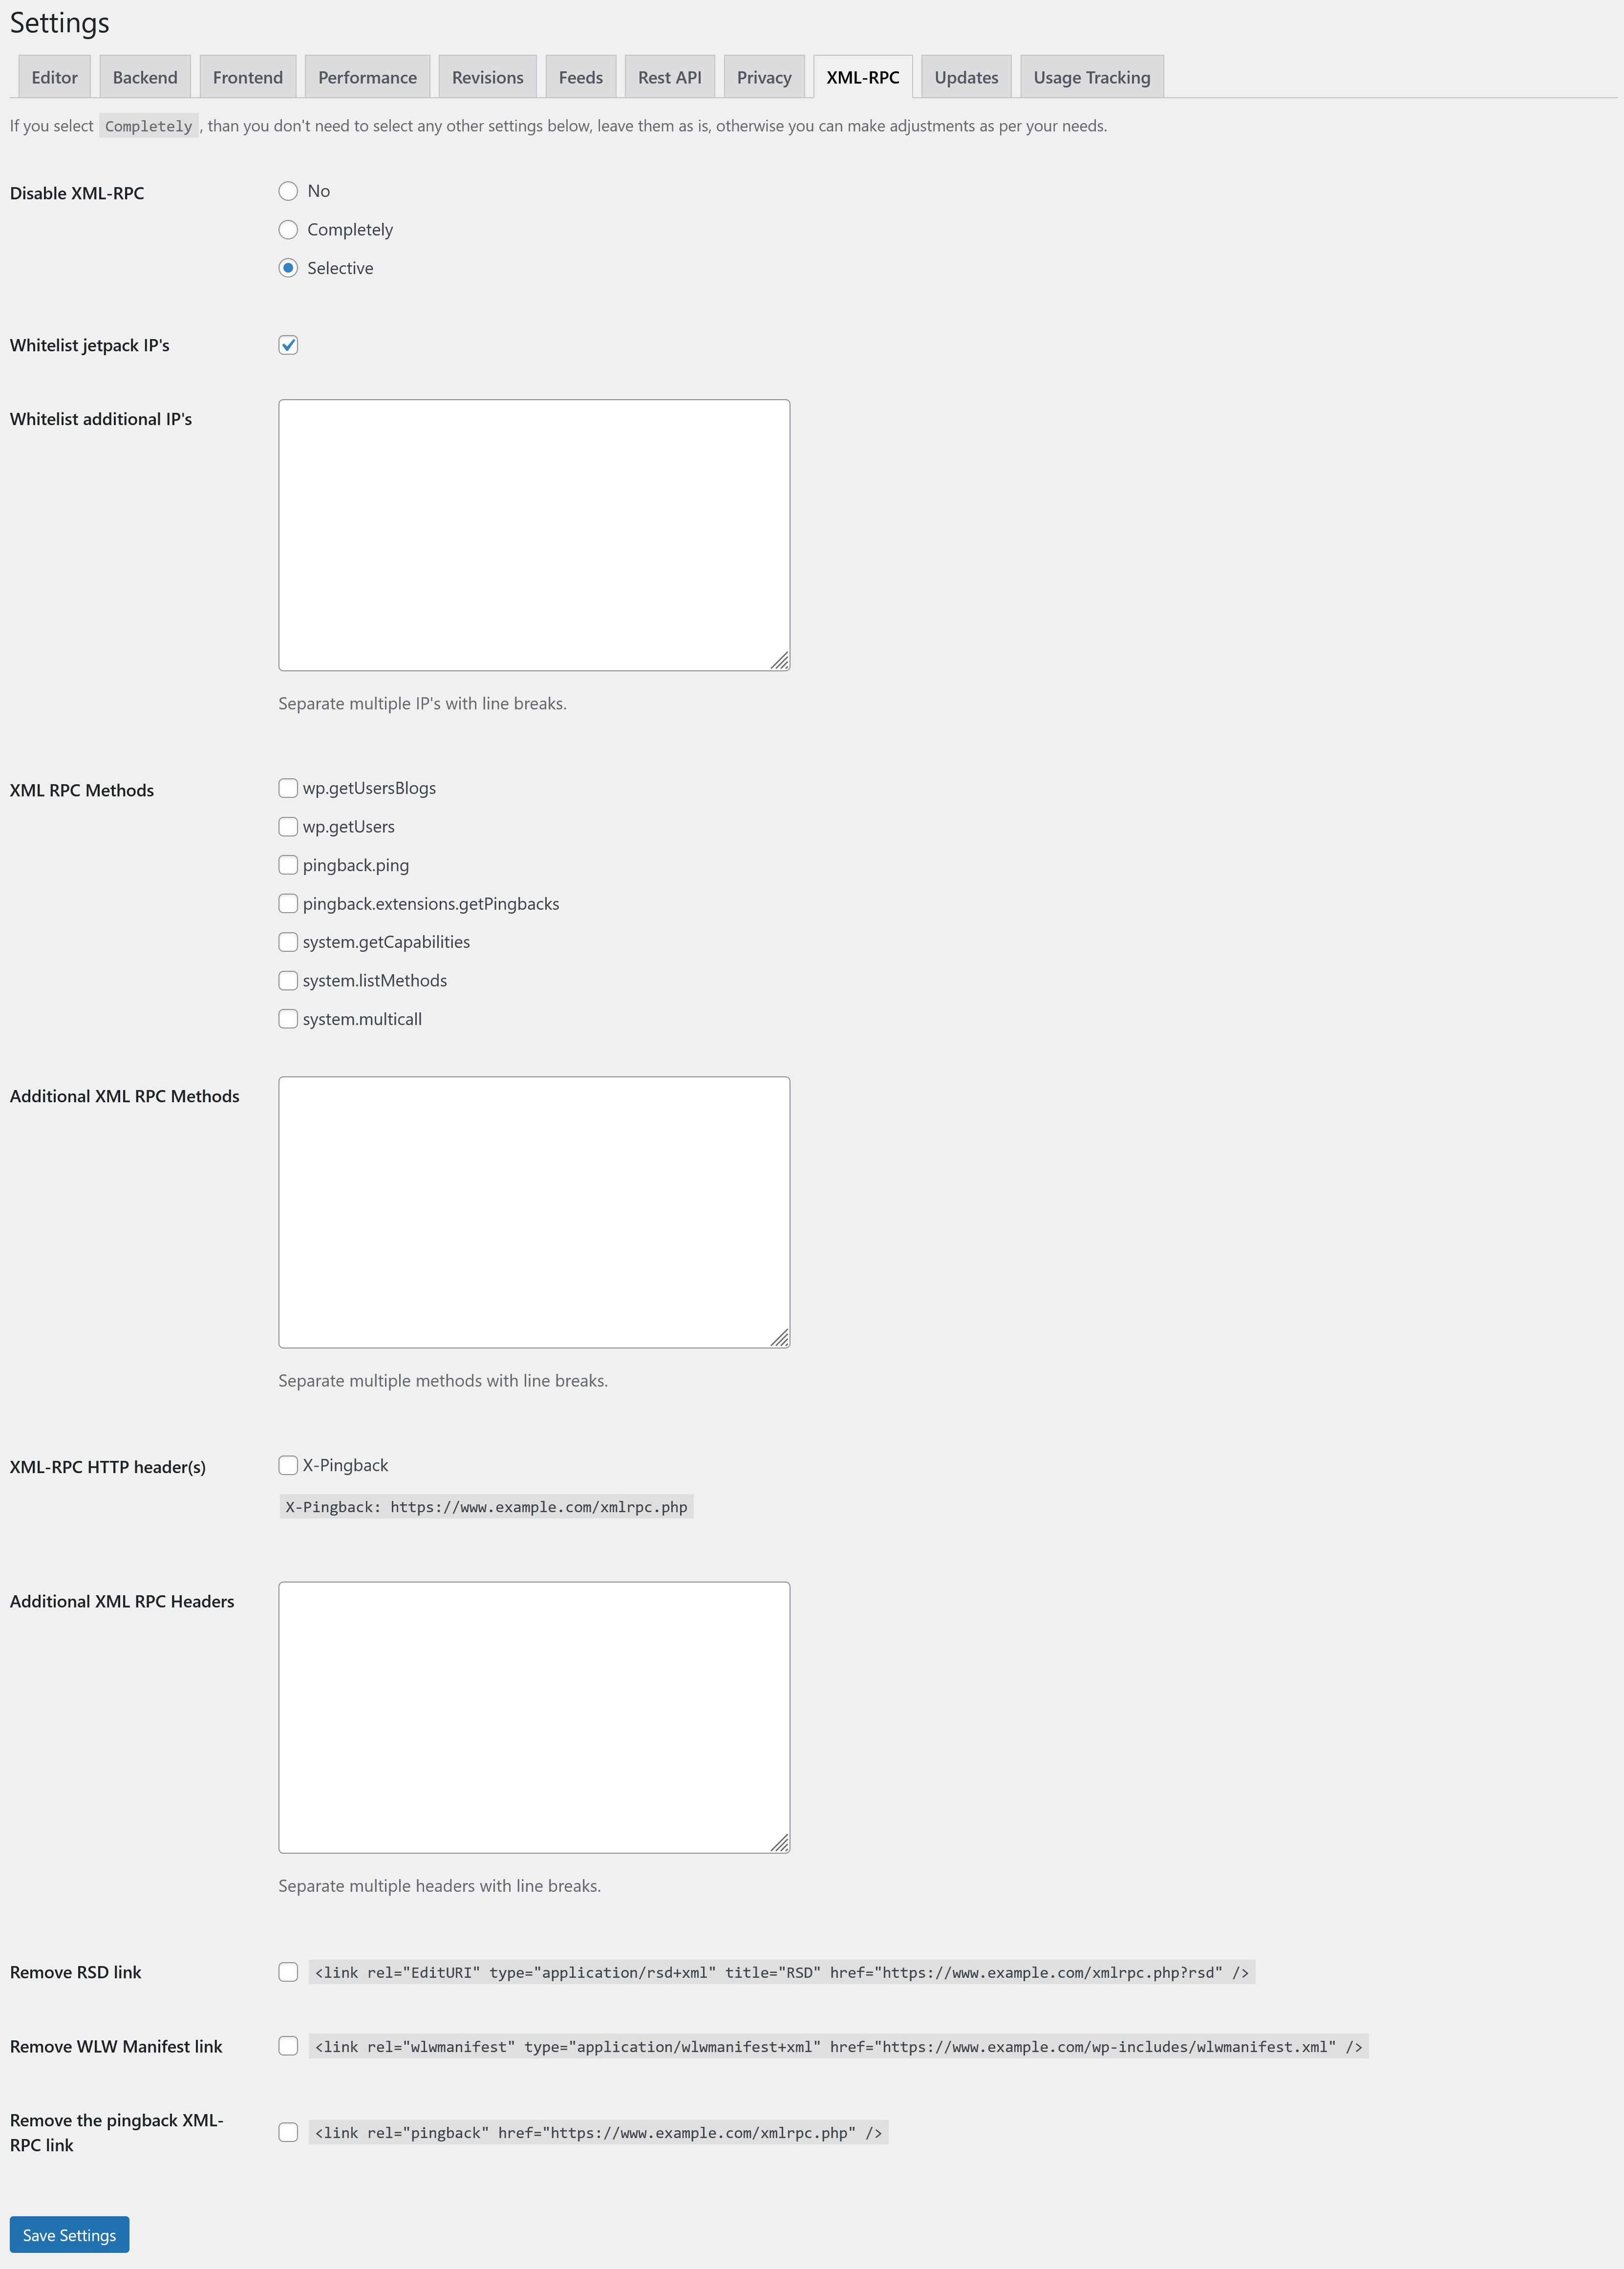 Settings
Editor Backend Frontend Performance Revisions Feeds Rest API Privacy XML-RPC Updates Usage Tracking
If you select Completely , than you don't need to select any other settings below, leave them as is, otherwise you can make adjustments as per your needs.
Disable XML-RPC
No
Completely
Selective
Whitelist jetpack IP's
Whitelist additional IP's
Separate multiple IP's with line breaks.
XML RPC Methods
wp.getUsersBlogs
wp.getUsers
pingback.ping
pingback.extensions.getPingbacks
system.getCapabilities
system.listMethods
system.multicall
Additional XML RPC Methods
Separate multiple methods with line breaks.
XML-RPC HTTP header(s)
X-Pingback
X-Pingback: https://www.example.com/xmlrpc.php
Additional XML RPC Headers
Separate multiple headers with line breaks.
Remove RSD link
<link rel="EditURI" type="application/rsd+xml" title="RSD" href="https://www.example.com/xmlrpc.php?rsd" />
Remove WLW Manifest link
<link rel="wlwmanifest" type="application/wlwmanifest+xml" href="https://www.example.com/wp-includes/wlwmanifest.xml" />
Remove the pingback XML-
RPC link
<link rel="pingback" href="https://www.example.com/xmlrpc.php" />
Save Settings